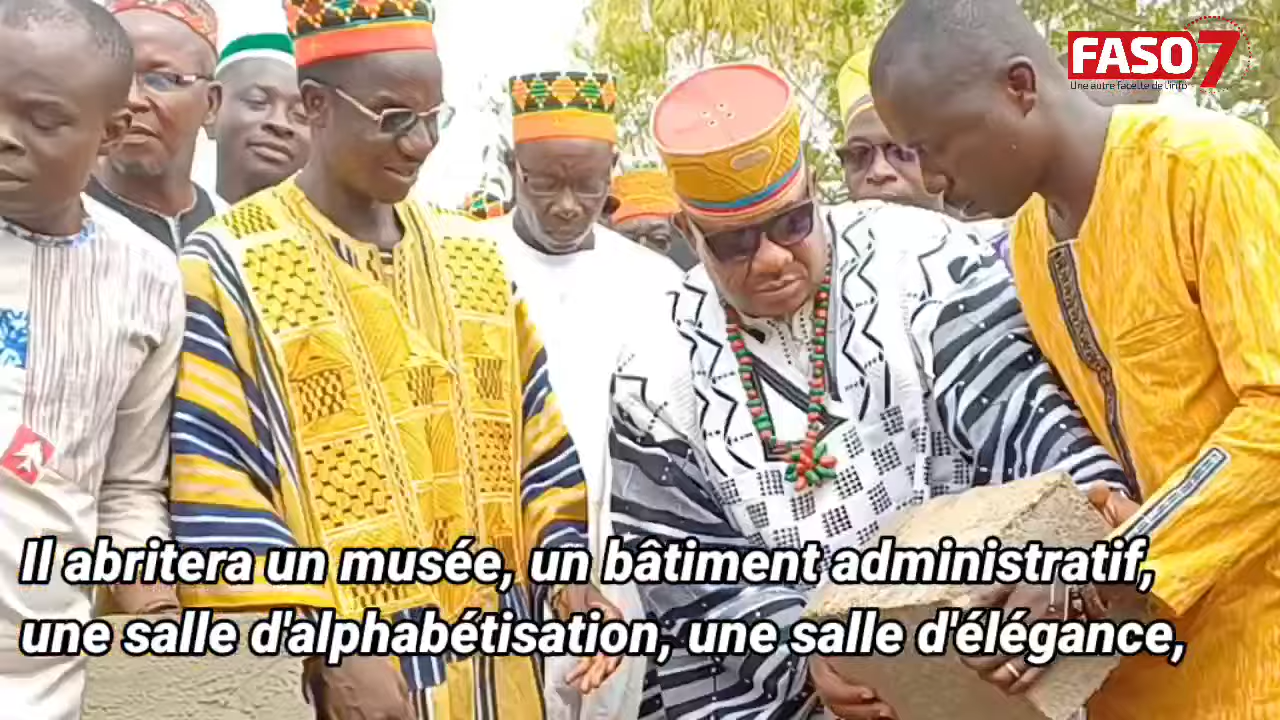 FASO7
Une autre facette de l'info
Il abritera un musée, un bâtiment administratif,
une salle d'alphabétisation, une salle d'élégance,